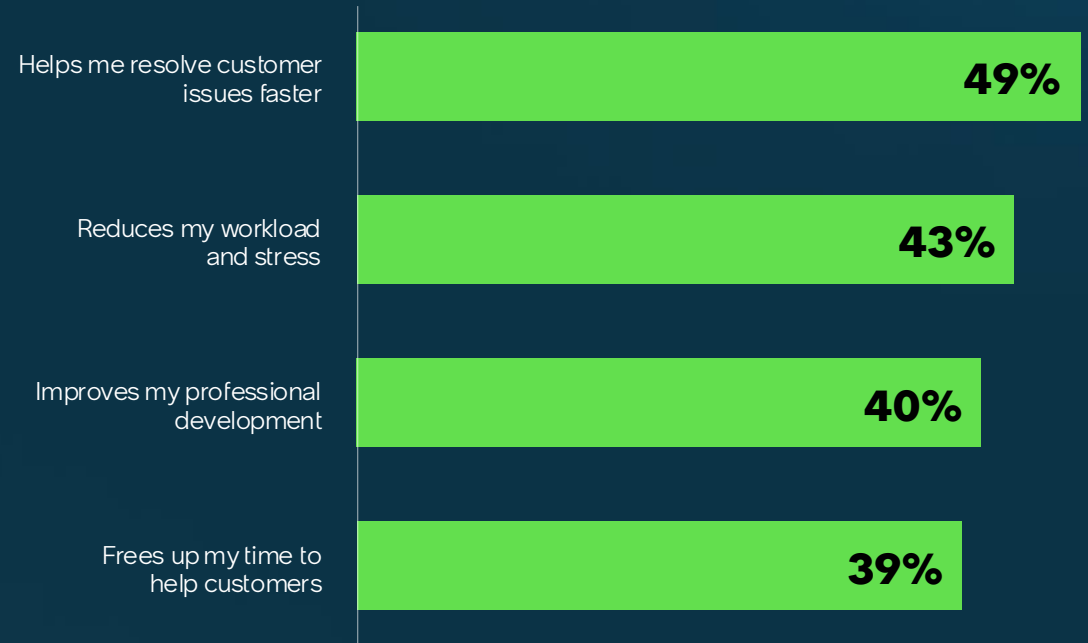 Helps me resolve customer
issues faster
49%
Reduces my workload
and stress
43%
Improves my professional
development
40%
Frees up my time to
help customers
39%